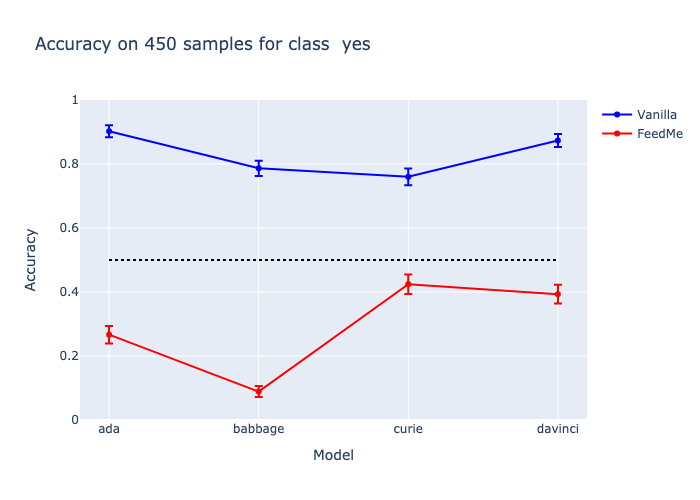 Accuracy on 450 samples for class  yes
Vanilla
FeedMe
Accuracy
1
0.8
0.6
0.4
0.2
0
ada
babbage
curie
davinci
Model